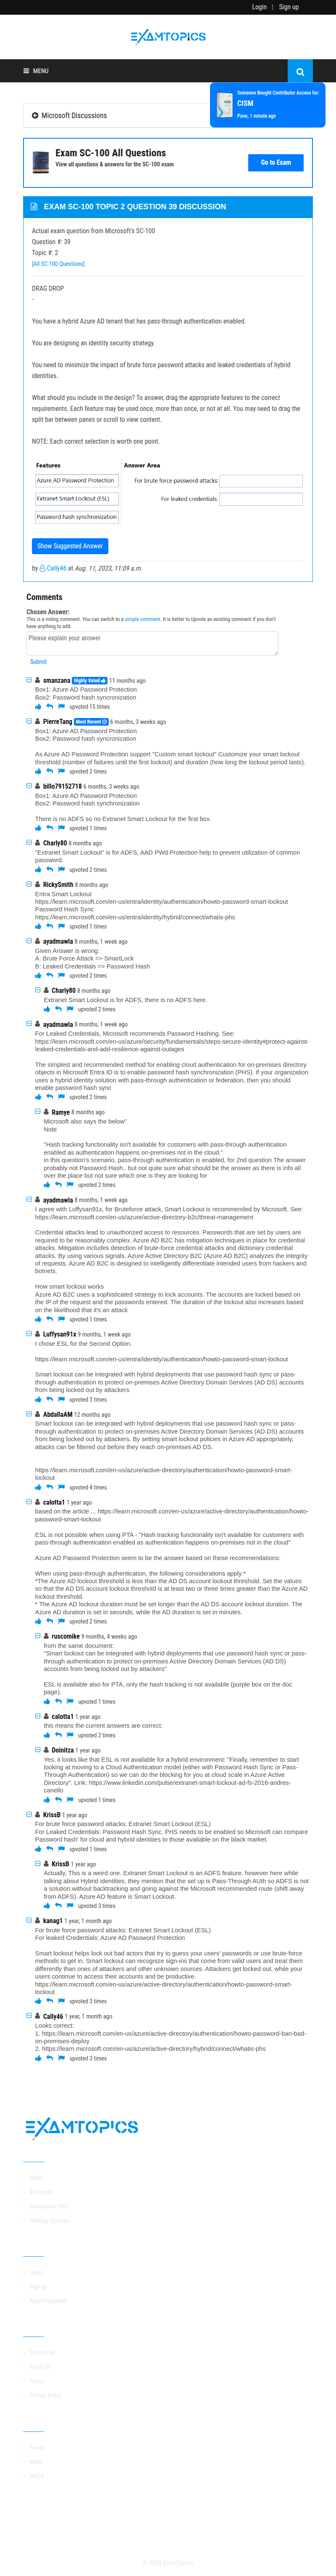 Login | Sign up
EXAMTOPICS
MENU
Someone Bought Contributor Access for:
CISM
Pune, 1 minute ago
Microsoft Discussions
Exam SC-100 All Questions
View all questions & answers for the SC-100 exam
Go to Exam
EXAM SC-100 TOPIC 2 QUESTION 39 DISCUSSION
Actual exam question from Microsoft's SC-100
Question #: 39
Topic #: 2
[All SC-100 Questions]
DRAG DROP
-
You have a hybrid Azure AD tenant that has pass-through authentication enabled.
You are designing an identity security strategy.
You need to minimize the impact of brute force password attacks and leaked credentials of hybrid
identities.
What should you include in the design? To answer, drag the appropriate features to the correct
requirements. Each feature may be used once, more than once, or not at all. You may need to drag the
split bar between panes or scroll to view content.
NOTE: Each correct selection is worth one point.
Features
Answer Area
Azure AD Password Protection
For brute force password attacks:
Extranet Smart Lockout (ESL)
For leaked credentials:
Password hash synchronization
Show Suggested Answer
by Cally46 at Aug. 11, 2023, 11:09 a.m.
Comments
Chosen Answer:
This is a voting comment. You can switch to a simple comment. It is better to Upvote an existing comment if you don't
have anything to add.
Please explain your answer
Submit
smanzana Highly Voted 11 months ago
Box1: Azure AD Password Protection
Box2: Password hash syncronization
upvoted 15 times
PierreTang Most Recent 6 months, 3 weeks ago
Box1: Azure AD Password Protection
Box2: Password hash syncronization
As Azure AD Password Protection support "Custom smart lockout" Customize your smart lockout
threshold (number of failures until the first lockout) and duration (how long the lockout period lasts).
upvoted 2 times
billo79152718 6 months, 3 weeks ago
Box1: Azure AD Password Protection
Box2: Password hash synchronization
There is no ADFS so no Extranet Smart Lockout for the first box.
upvoted 1 times
Charly80 8 months ago
"Extranet Smart Lockout" is for ADFS, AAD PWd Protection help to prevent utilization of common
password.
upvoted 2 times
RickySmith 8 months ago
Entra Smart Lockout
https://learn.microsoft.com/en-us/entra/identity/authentication/howto-password-smart-lockout
Password Hash Sync
https://learn.microsoft.com/en-us/entra/identity/hybrid/connect/whatis-phs
upvoted 1 times
ayadmawla 8 months, 1 week ago
Given Answer is wrong.
A: Brute Force Attack => SmartLock
B: Leaked Credentials => Password Hash
upvoted 2 times
Charly80 8 months ago
Extranet Smart Lockout is for ADFS, there is no ADFS here.
upvoted 2 times
ayadmawla 8 months, 1 week ago
For Leaked Credentials, Microsoft recommends Password Hashing. See:
https://learn.microsoft.com/en-us/azure/security/fundamentals/steps-secure-identity#protect-against-
leaked-credentials-and-add-resilience-against-outages
The simplest and recommended method for enabling cloud authentication for on-premises directory
objects in Microsoft Entra ID is to enable password hash synchronization (PHS). If your organization
uses a hybrid identity solution with pass-through authentication or federation, then you should
enable password hash sync
upvoted 2 times
Ramye 8 months ago
Microsoft also says the below"
Note
"Hash tracking functionality isn't available for customers with pass-through authentication
enabled as authentication happens on-premises not in the cloud."
in this question's scenario, pass-through authentication is enabled, for 2nd question The answer
probably not Password Hash.. but not quite sure what should be the answer as there is info all
over the place but not sure which one is they are looking for
upvoted 2 times
ayadmawla 8 months, 1 week ago
I agree with Luffysan91x, for Bruteforce attack, Smart Lockout is recommended by Microsoft. See:
https://learn.microsoft.com/en-us/azure/active-directory-b2c/threat-management
Credential attacks lead to unauthorized access to resources. Passwords that are set by users are
required to be reasonably complex. Azure AD B2C has mitigation techniques in place for credential
attacks. Mitigation includes detection of brute-force credential attacks and dictionary credential
attacks. By using various signals, Azure Active Directory B2C (Azure AD B2C) analyzes the integrity
of requests. Azure AD B2C is designed to intelligently differentiate intended users from hackers and
botnets.
How smart lockout works
Azure AD B2C uses a sophisticated strategy to lock accounts. The accounts are locked based on
the IP of the request and the passwords entered. The duration of the lockout also increases based
on the likelihood that it's an attack
upvoted 1 times
Luffysan91x 9 months, 1 week ago
I chose ESL for the Second Option.
https://learn.microsoft.com/en-us/entra/identity/authentication/howto-password-smart-lockout
Smart lockout can be integrated with hybrid deployments that use password hash sync or pass-
through authentication to protect on-premises Active Directory Domain Services (AD DS) accounts
from being locked out by attackers
upvoted 3 times
AbdallaAM 12 months ago
Smart lockout can be integrated with hybrid deployments that use password hash sync or pass-
through authentication to protect on-premises Active Directory Domain Services (AD DS) accounts
from being locked out by attackers. By setting smart lockout policies in Azure AD appropriately,
attacks can be filtered out before they reach on-premises AD DS.
https://learn.microsoft.com/en-us/azure/active-directory/authentication/howto-password-smart-
lockout
upvoted 4 times
calotta1 1 year ago
based on the article ... https://learn.microsoft.com/en-us/azure/active-directory/authentication/howto-
password-smart-lockout
ESL is not possible when using PTA - "Hash tracking functionality isn't available for customers with
pass-through authentication enabled as authentication happens on-premises not in the cloud.
Azure AD Password Protection seem to be the answer based on these recommendations:
When using pass-through authentication, the following considerations apply:*
*The Azure AD lockout threshold is less than the AD DS account lockout threshold. Set the values
so that the AD DS account lockout threshold is at least two or three times greater than the Azure AD
lockout threshold.
* The Azure AD lockout duration must be set longer than the AD DS account lockout duration. The
Azure AD duration is set in seconds, while the AD duration is set in minutes.
upvoted 2 times
ruscomike 9 months, 4 weeks ago
from the same document:
"Smart lockout can be integrated with hybrid deployments that use password hash sync or pass-
through authentication to protect on-premises Active Directory Domain Services (AD DS)
accounts from being locked out by attackers"
ESL is available also for PTA, only the hash tracking is not possible (purple box on the doc
page).
upvoted 1 times
calotta1 1 year ago
this means the current answers are correct.
upvoted 2 times
Doinitza 1 year ago
Yes, it looks like that ESL is not available for a hybrid environment: "Finally, remember to start
looking at moving to a Cloud Authentication model (either with Password Hash Sync or Pass-
Through Authentication) so we can do the blocking for you at cloud scale in Azure Active
Directory". Link: https://www.linkedin.com/pulse/extranet-smart-lockout-ad-fs-2016-andres-
canello
upvoted 1 times
KrissB 1 year ago
For brute force password attacks: Extranet Smart Lockout (ESL)
For Leaked Credentials: Password Hash Sync. PHS needs to be enabled so Microsoft can compare
Password hash' for cloud and hybrid identities to those available on the black market.
upvoted 1 times
KrissB 1 year ago
Actually, This is a weird one. Extranet Smart Lockout is an ADFS feature, however here while
talking about Hybrid identities, they mention that the set up is Pass-Through AUth so ADFS is not
a solution without backtracking and going against the Microsoft recommended route (shift away
from ADFS). Azure AD feature is Smart Lockout.
upvoted 3 times
kanag1 1 year, 1 month ago
For brute force password attacks: Extranet Smart Lockout (ESL)
For leaked Credentials: Azure AD Password Protection
Smart lockout helps lock out bad actors that try to guess your users' passwords or use brute-force
methods to get in. Smart lockout can recognize sign-ins that come from valid users and treat them
differently than ones of attackers and other unknown sources. Attackers get locked out, while your
users continue to access their accounts and be productive.
https://learn.microsoft.com/en-us/azure/active-directory/authentication/howto-password-smart-
lockout
upvoted 3 times
Cally46 1 year, 1 month ago
Looks correct:
1. https://learn.microsoft.com/en-us/azure/active-directory/authentication/howto-password-ban-bad-
on-premises-deploy
2. https://learn.microsoft.com/en-us/azure/active-directory/hybrid/connect/whatis-phs
upvoted 3 times
EXAMTOPICS